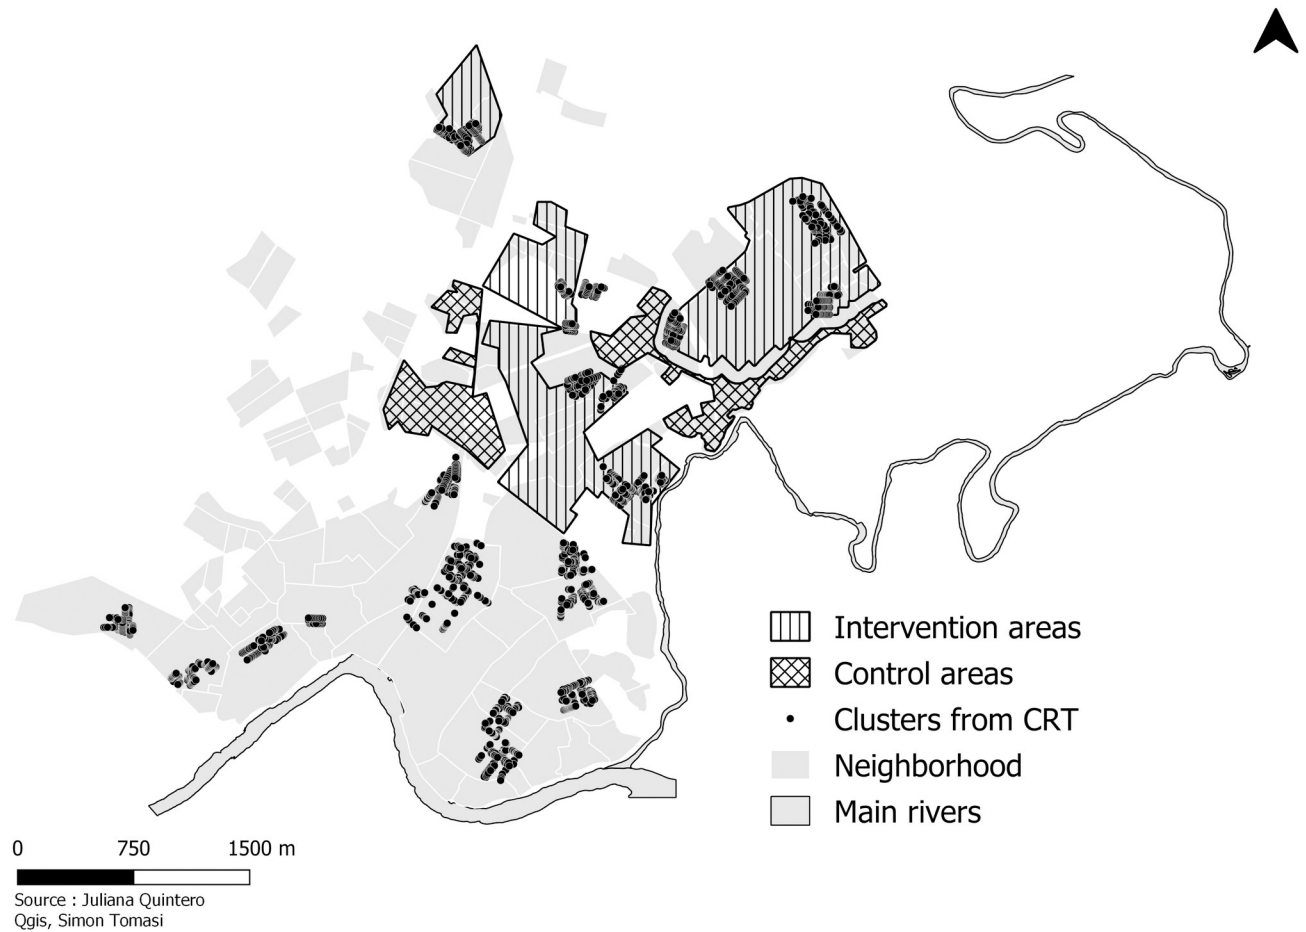 Intervention areas
Control areas
Clusters from CRT
Neighborhood
Main rivers
0 750 1500 m
Source : Juliana Quintero
Qgis, Simon Tomasi